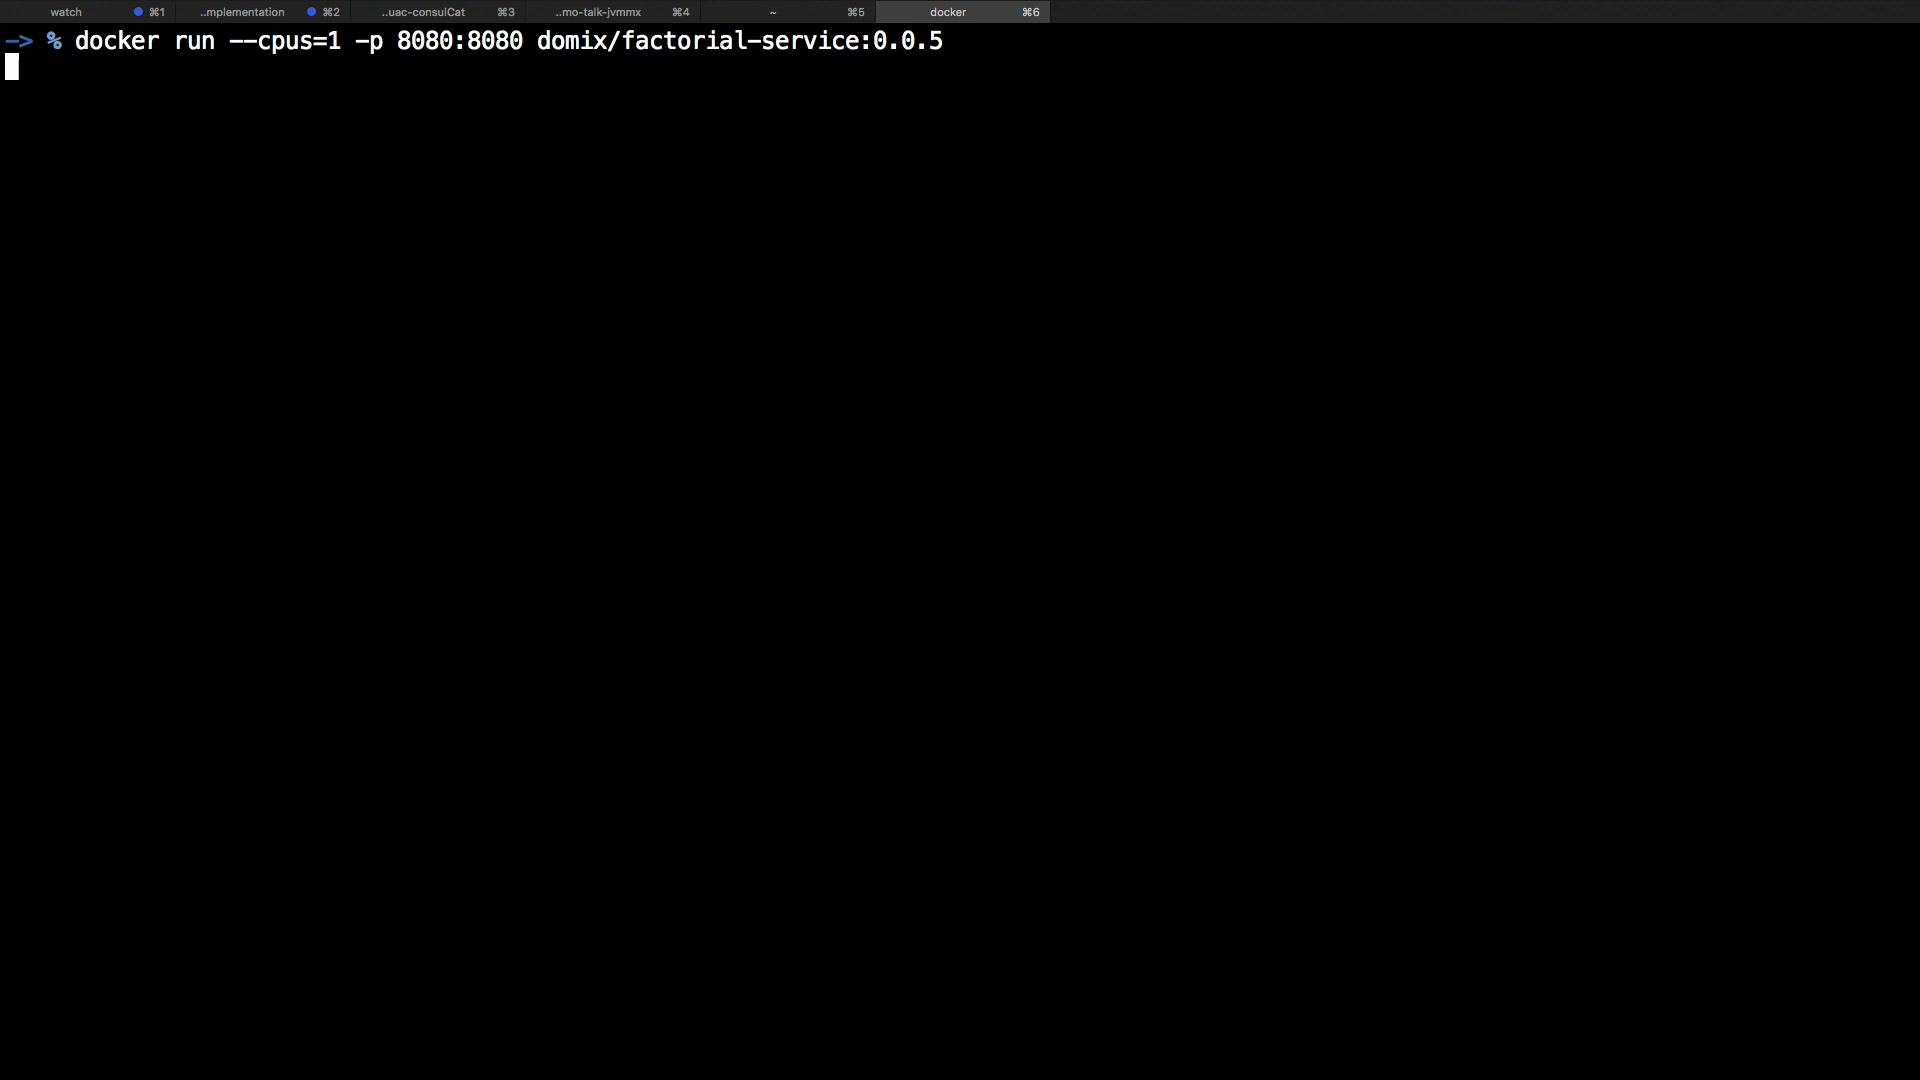 watch ⌘1 ..mplementation ⌘2 ..uac-consulCat ⌘3 ..mo-talk-jvmmx ⌘4 ~ ⌘5 docker ⌘6
—> % docker run --cpus=1 -p 8080:8080 domix/factorial-service:0.0.5